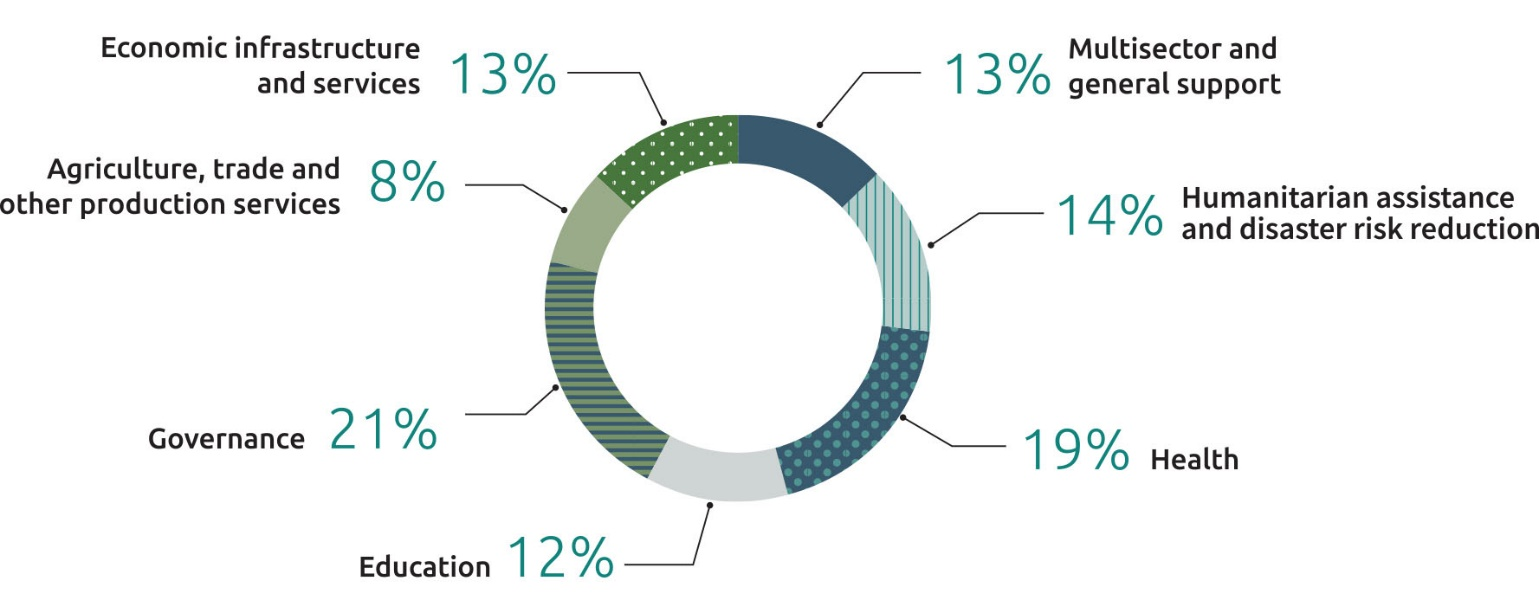 Economic infrastructure
and services
13%
13%
Multisector and
general support
Agriculture, trade and
other production services
8%
14%
Humanitarian assistance
and disaster risk reduction
Governance
21%
19%
Health
Education
12%